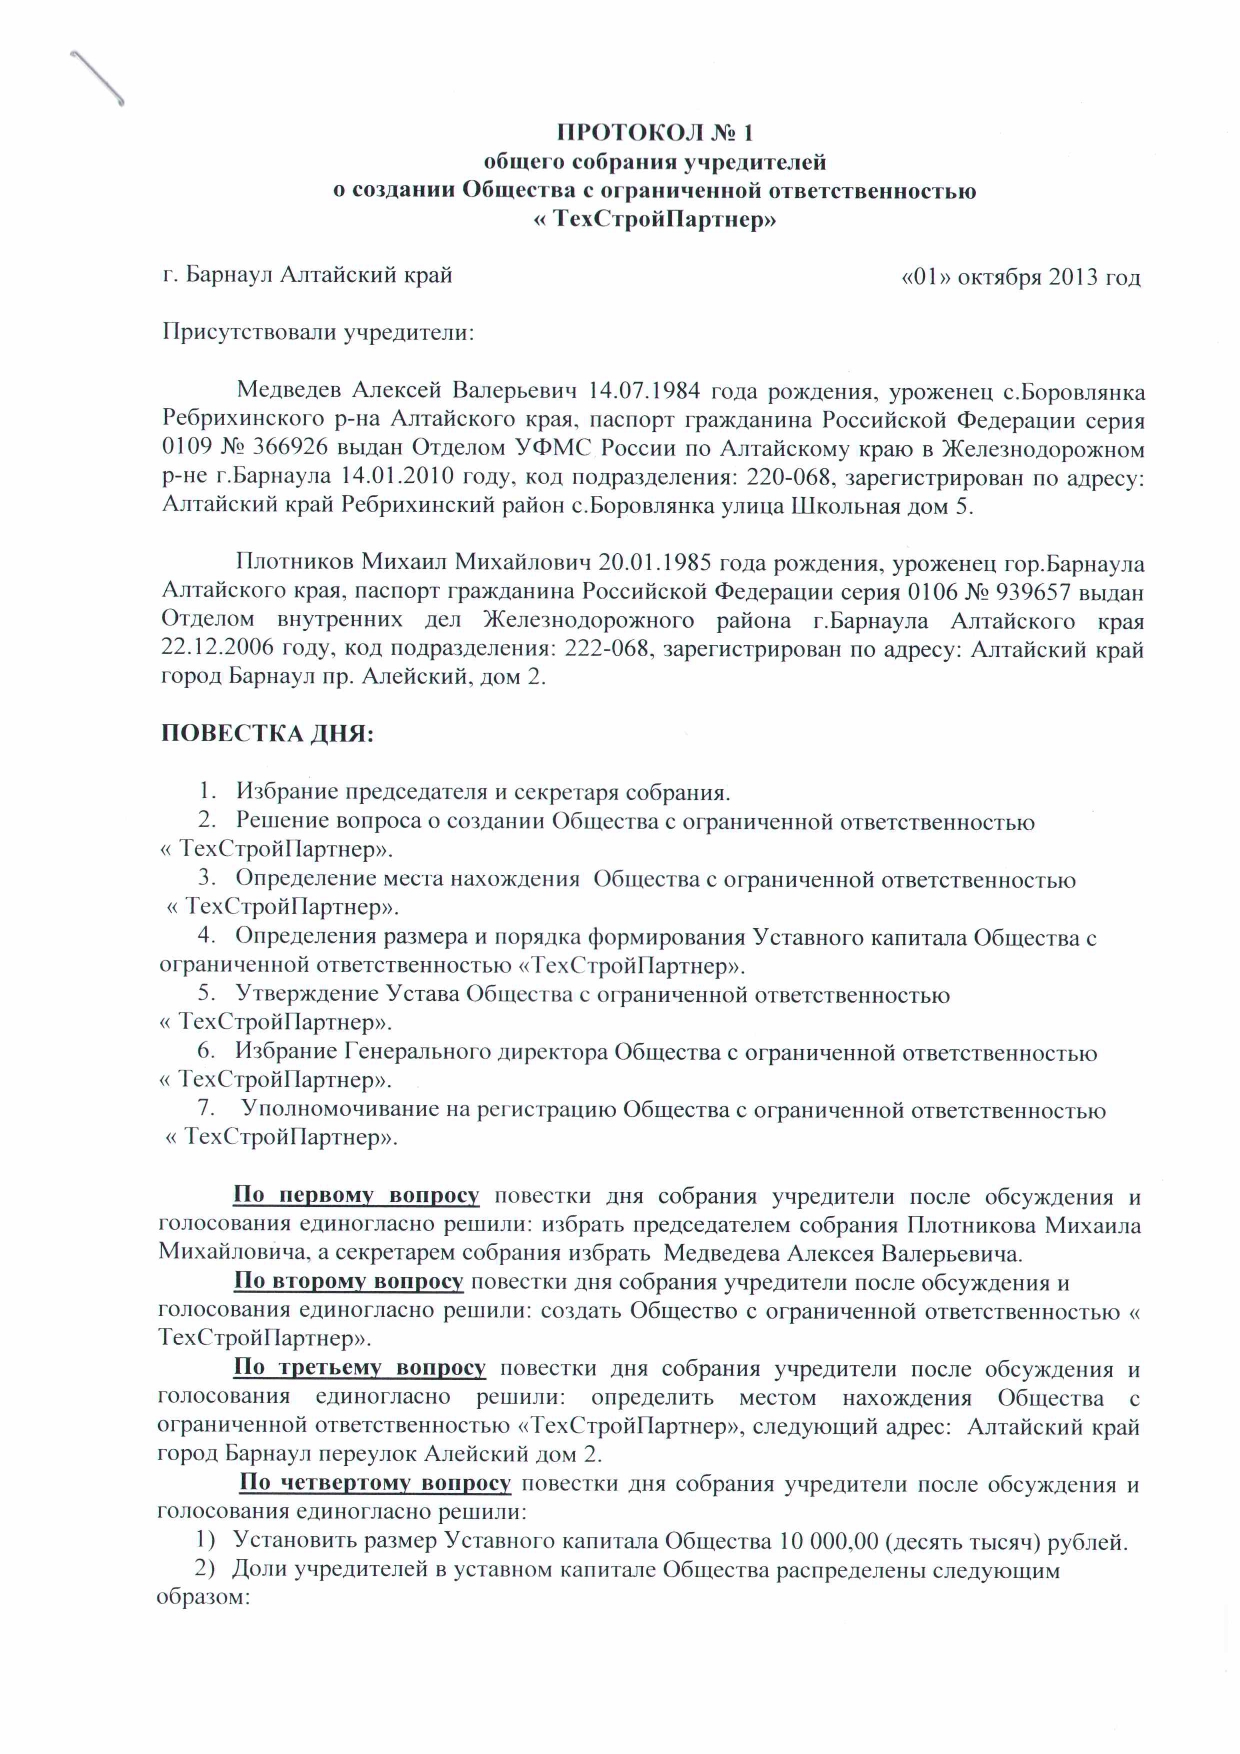 ПРОТОКОЛ № 1
общего собрания учредителей
о создании Общества с ограниченной ответственностью
« ТехСтройПартнер»
г. Барнаул Алтайский край «01» октября 2013 год
Присутствовали учредители:
Медведев Алексей Валерьевич 14.07.1984 года рождения, уроженец с.Боровлянка
Ребрихинского р-на Алтайского края, паспорт гражданина Российской Федерации серия
0109 № 366926 выдан Отделом УФМС России по Алтайскому краю в Железнодорожном
р-не г.Барнаула 14.01.2010 году, код подразделения: 220-068, зарегистрирован по адресу:
Алтайский край Ребрихинский район с.Боровлянка улица Школьная дом 5.
Плотников Михаил Михайлович 20.01.1985 года рождения, уроженец гор.Барнаула
Алтайского края, паспорт гражданина Российской Федерации серия 0106 № 939657 выдан
Отделом внутренних дел Железнодорожного района г.Барнаула Алтайского края
22.12.2006 году, код подразделения: 222-068, зарегистрирован по адресу: Алтайский край
город Барнаул пр. Алейский, дом 2.
ПОВЕСТКА ДНЯ:
1. Избрание председателя и секретаря собрания.
2. Решение вопроса о создании Общества с ограниченной ответственностью
« ТехСтройПартнер».
3. Определение места нахождения Общества с ограниченной ответственностью
« ТехСтройПартнер».
4. Определения размера и порядка формирования Уставного капитала Общества с
ограниченной ответственностью «ТехСтройПартнер».
5. Утверждение Устава Общества с ограниченной ответственностью
« ТехСтройПартнер».
6. Избрание Генерального директора Общества с ограниченной ответственностью
« ТехСтройПартнер».
7. Уполномочивание на регистрацию Общества с ограниченной ответственностью
« ТехСтройПартнер».
По первому вопросу повестки дня собрания учредители после обсуждения и
голосования единогласно решили: избрать председателем собрания Плотникова Михаила
Михайловича, а секретарем собрания избрать Медведева Алексея Валерьевича.
По второму вопросу повестки дня собрания учредители после обсуждения и
голосования единогласно решили: создать Общество с ограниченной ответственностью «
ТехСтройПартнер».
По третьему вопросу повестки дня собрания учредители после обсуждения и
голосования единогласно решили: определить местом нахождения Общества с
ограниченной ответственностью «ТехСтройПартнер», следующий адрес: Алтайский край
город Барнаул переулок Алейский дом 2.
По четвертому вопросу повестки дня собрания учредители после обсуждения и
голосования единогласно решили:
1) Установить размер Уставного капитала Общества 10 000,00 (десять тысяч) рублей.
2) Доли учредителей в уставном капитале Общества распределены следующим
образом: